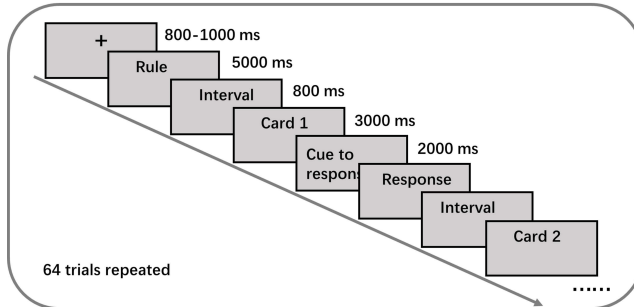 +
800-1000 ms
Rule
5000 ms
Interval
800 ms
Card 1
3000 ms
Cue to
respons
2000 ms
Response
Interval
Card 2
64 trials repeated
......